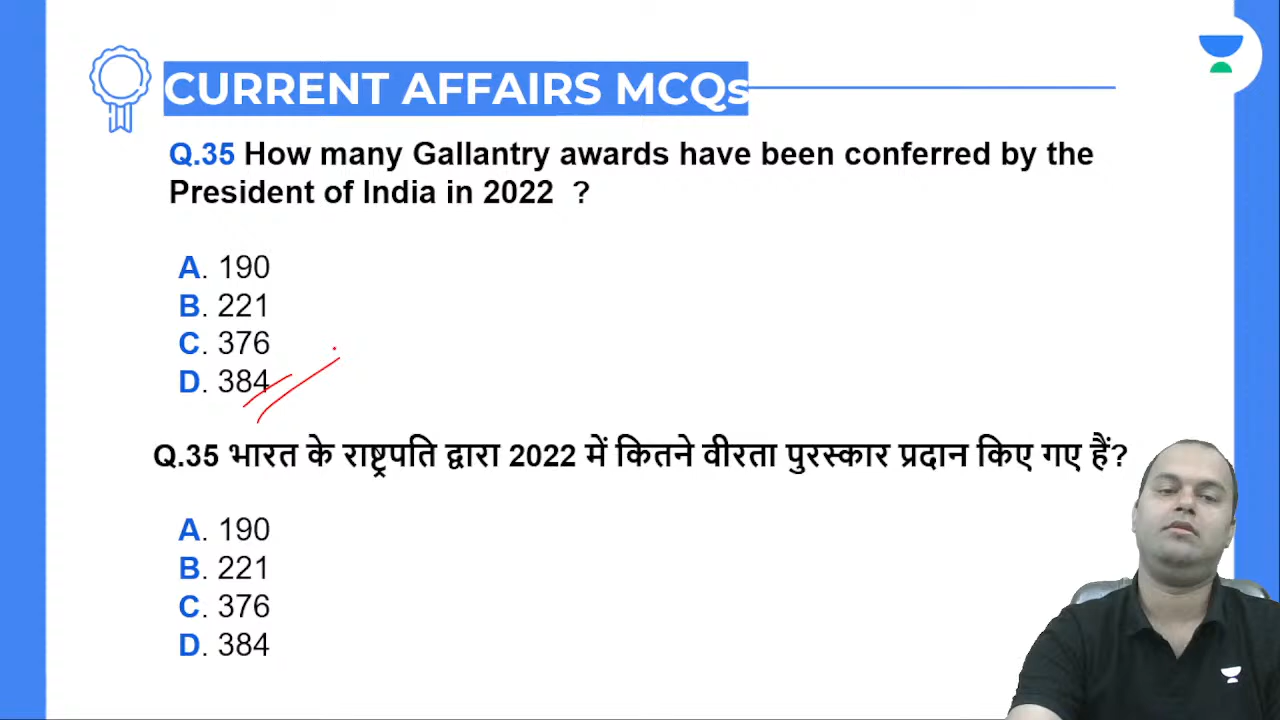 CURRENT AFFAIRS MCQs
Q.35 How many Gallantry awards have been conferred by the
President of India in 2022 ?
A. 190
B. 221
C. 376
D. 384
Q.35 भारत के राष्ट्रपति द्वारा 2022 में कितने वीरता पुरस्कार प्रदान किए गए हैं?
A. 190
B. 221
C. 376
D. 384